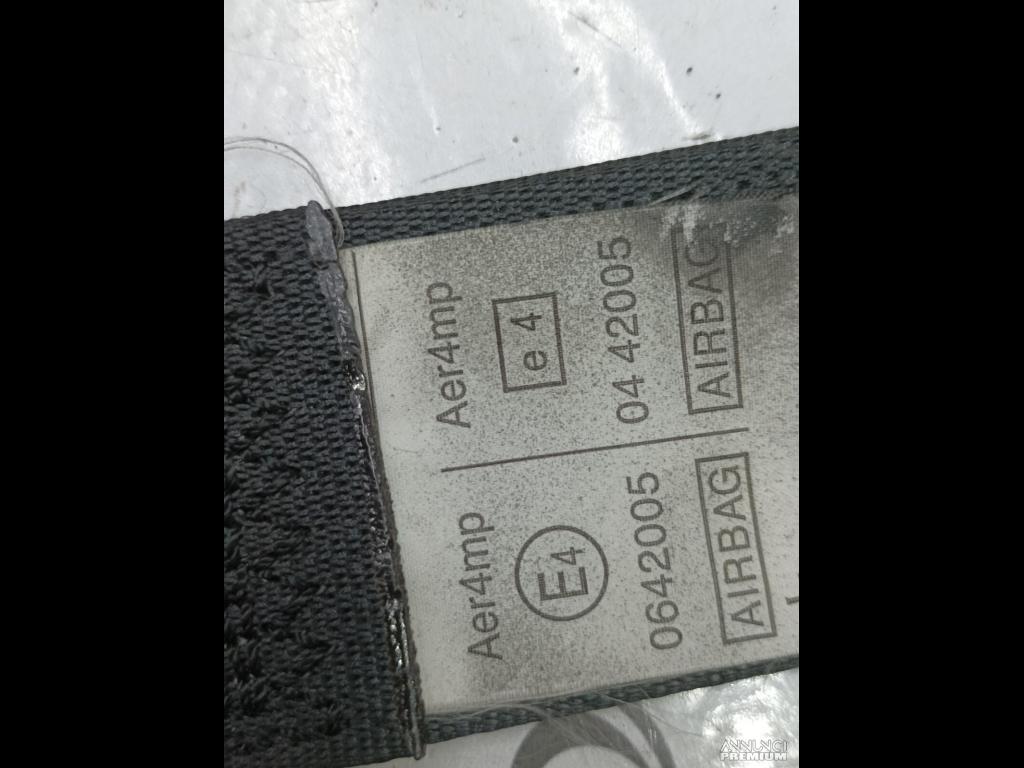 Aer4mp
e 4
04 42005
AIRBAG
Aer4mp
E4
0642005
AIRBAG
ANNUNCI
PREMIUM